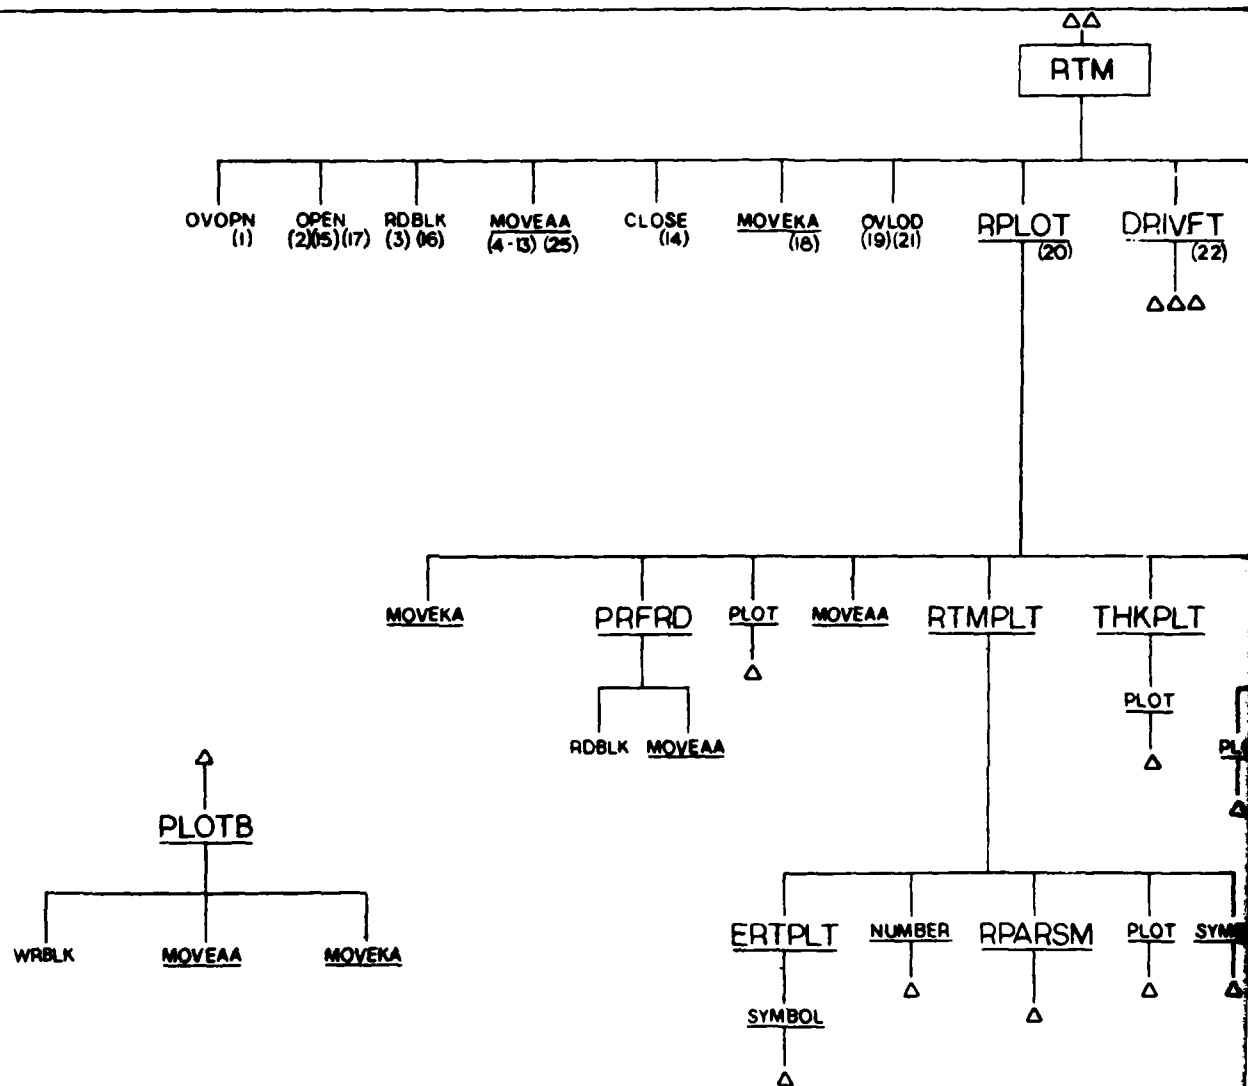 RTM
OVOPN OPEN RDBLK MOVEAA CLOSE MOVEKA OVLOD RPLOT DRIVFT
(1) (2)(15)(17) (3) (16) (4-13) (25) (14) (18) (19)(21) (20) (22)
MOVEKA PRFRD PLOT MOVEAA RTMPLT THKPLT
PLOT
RDBLK MOVEAA
PLOTB
ERTPLT NUMBER RPARSM PLOT
WRBLK MOVEAA MOVEKA
SYMBOL